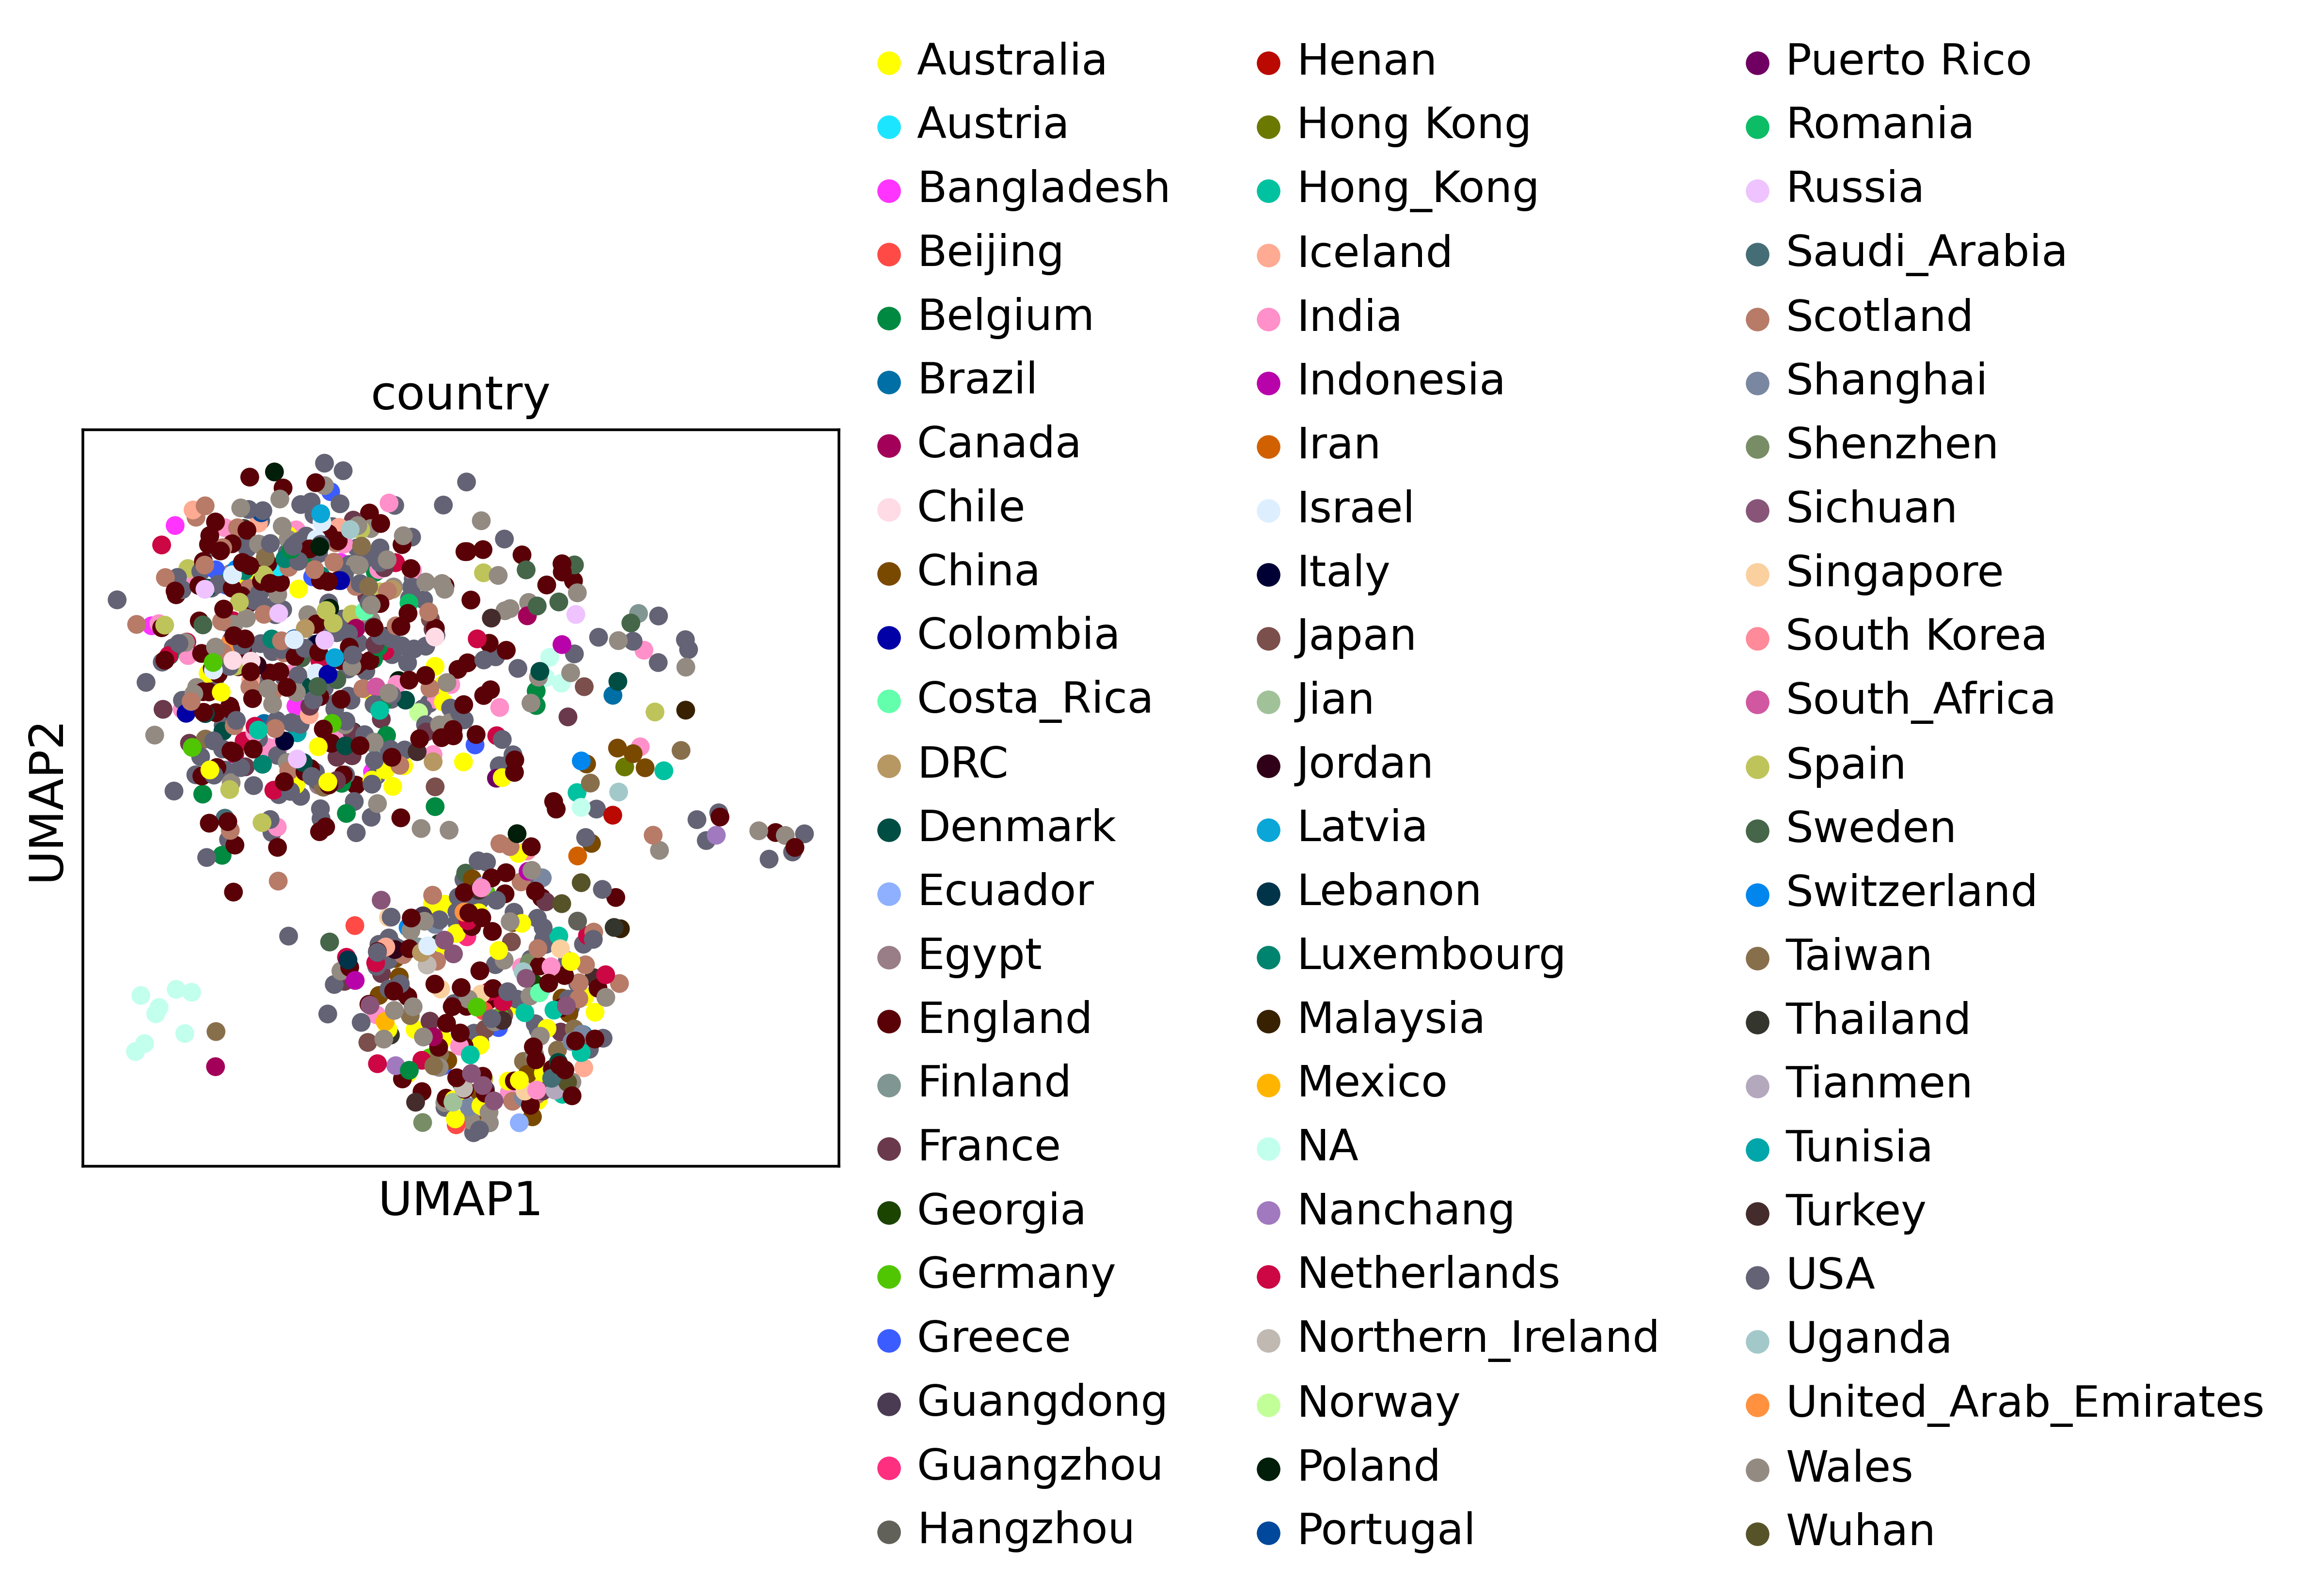 country
UMAP2
UMAP1
Australia
Austria
Bangladesh
Beijing
Belgium
Brazil
Canada
Chile
China
Colombia
Costa_Rica
DRC
Denmark
Ecuador
Egypt
England
Finland
France
Georgia
Germany
Greece
Guangdong
Guangzhou
Hangzhou
Henan
Hong Kong
Hong_Kong
Iceland
India
Indonesia
Iran
Israel
Italy
Japan
Jian
Jordan
Latvia
Lebanon
Luxembourg
Malaysia
Mexico
NA
Nanchang
Netherlands
Northern_Ireland
Norway
Poland
Portugal
Puerto Rico
Romania
Russia
Saudi_Arabia
Scotland
Shanghai
Shenzhen
Sichuan
Singapore
South Korea
South_Africa
Spain
Sweden
Switzerland
Taiwan
Thailand
Tianmen
Tunisia
Turkey
USA
Uganda
United_Arab_Emirates
Wales
Wuhan